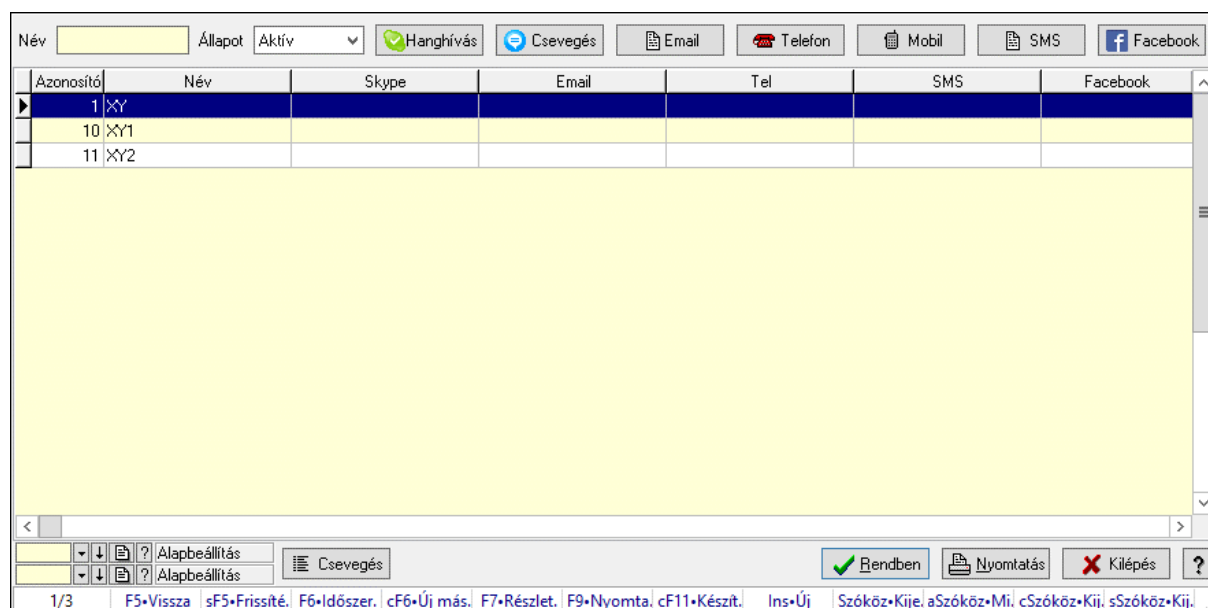 Név Állapot Aktív Hanghívás Csevegés Email Telefon Mobil SMS Facebook
Azonosító Név Skype Email Tel SMS Facebook
1 XY
10 XY1
11 XY2
? Alapbeállítás
? Alapbeállítás
Csevegés Rendben Nyomtatás Kilépés ?
1/3 F5•Vissza sF5•Frissíté. F6•Időszer. cF6•Új más. F7•Részlet. F9•Nyomta. cF11•Készít. Ins•Új Szóköz•Kije. aSzóköz•Mi. cSzóköz•Kij. sSzóköz•Kij.